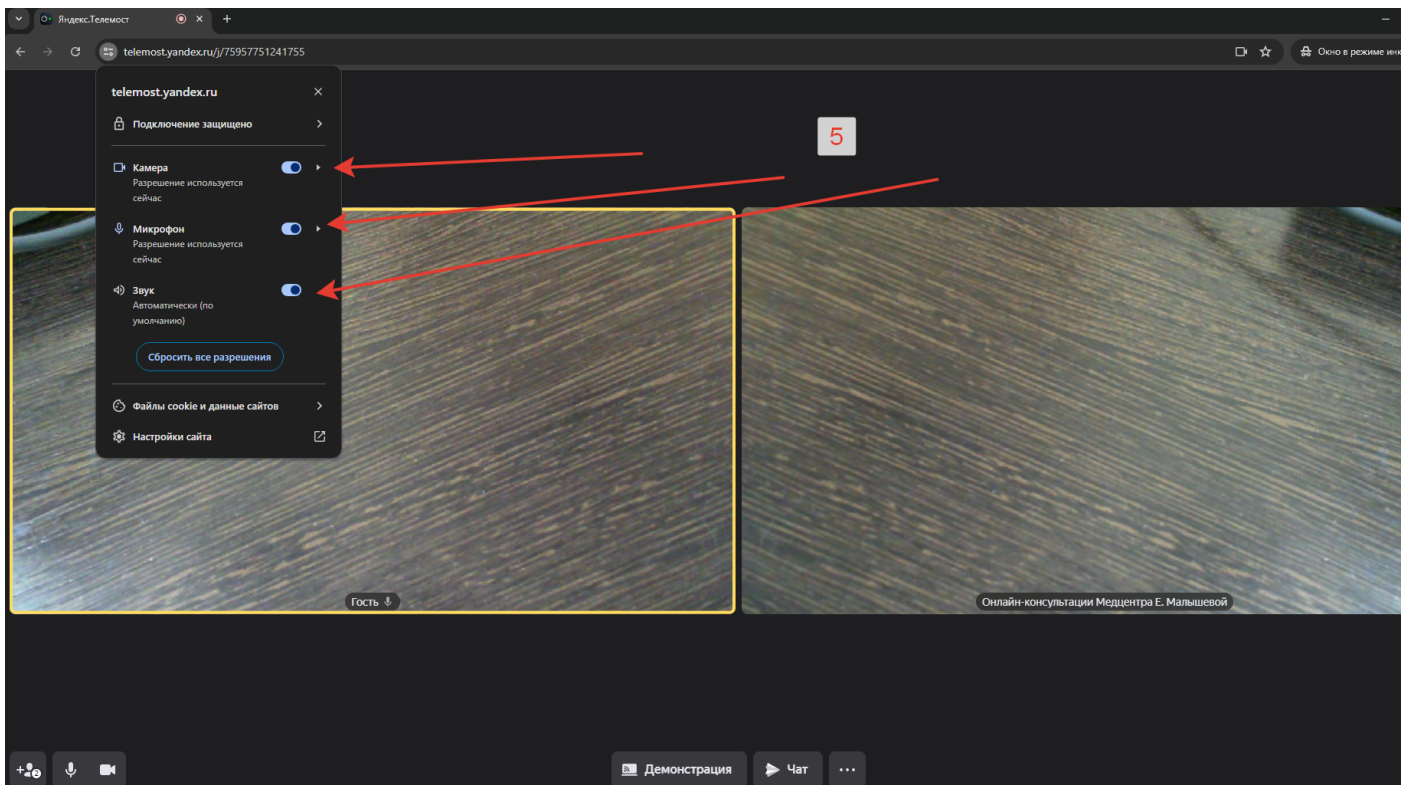 Яндекс.Телемост
telemost.yandex.ru/j/75957751241755
Окно в режиме инк
telemost.yandex.ru
Подключение защищено
5
Камера
Разрешение используется
сейчас
Микрофон
Разрешение используется
сейчас
Звук
Автоматически (по
умолчанию)
Сбросить все разрешения
Файлы cookie и данные сайтов
Настройки сайта
Гость
Онлайн-консультации Медцентра Е. Малышевой
2
Демонстрация
Чат